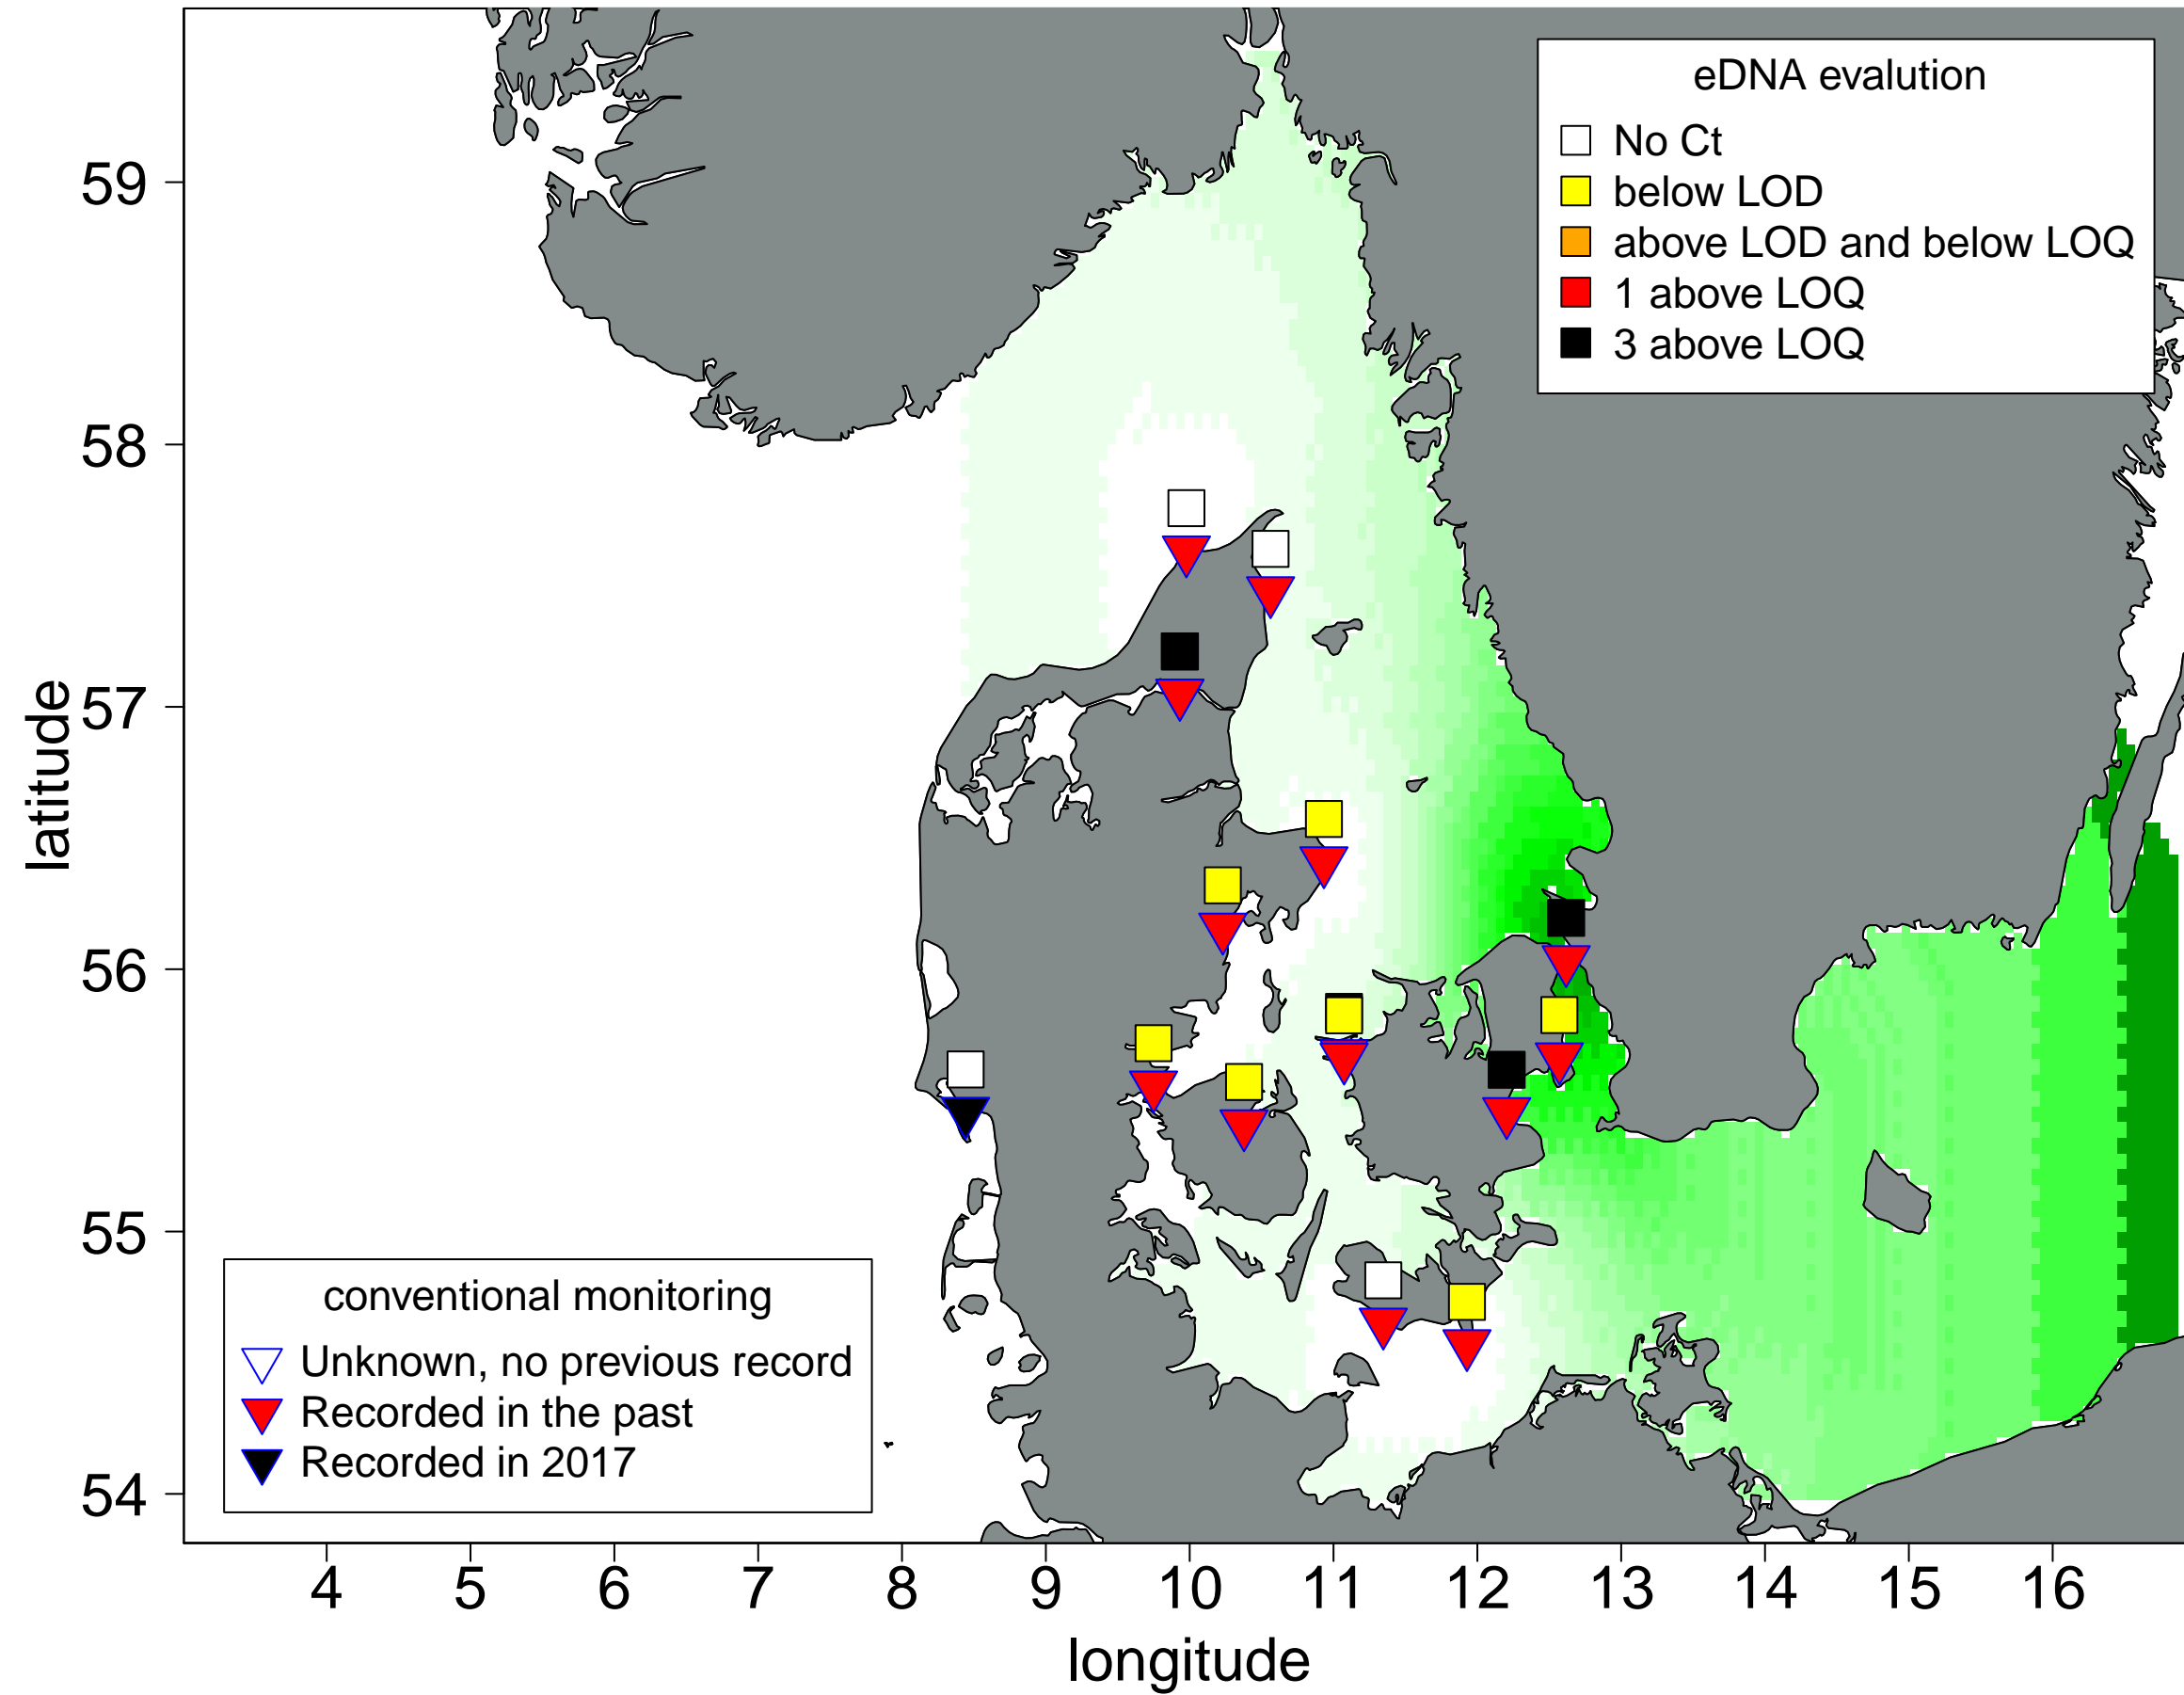 eDNA evalution
No Ct
below LOD
above LOD and below LOQ
1 above LOQ
3 above LOQ
59
58
57
56
55
54
latitude
conventional monitoring
Unknown, no previous record
Recorded in the past
Recorded in 2017
4 5 6 7 8 9 10 11 12 13 14 15 16
longitude